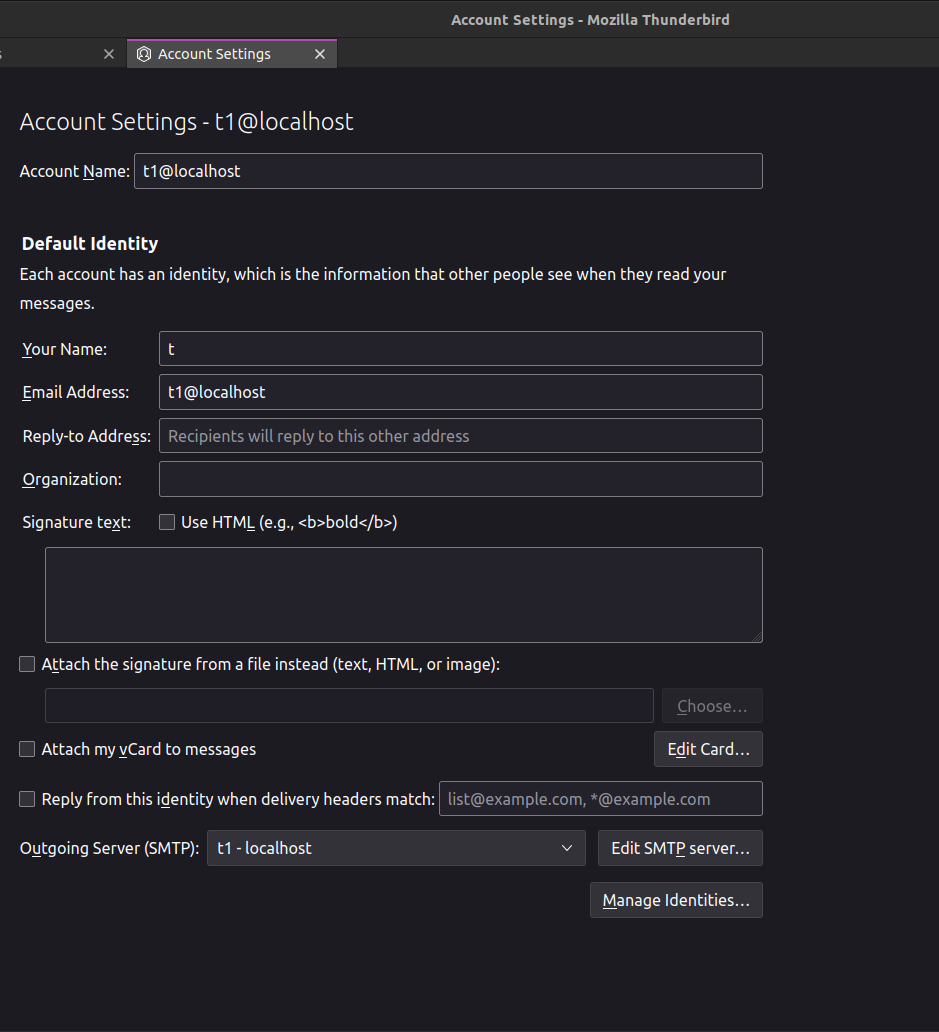 Account Settings - Mozilla Thunderbird
Account Settings
Account Settings - t1@localhost
Account Name: t1@localhost
Default Identity
Each account has an identity, which is the information that other people see when they read your
messages.
Your Name: t
Email Address: t1@localhost
Reply-to Address: Recipients will reply to this other address
Organization:
Signature text: Use HTML (e.g., <b>bold</b>)
Attach the signature from a file instead (text, HTML, or image):
Choose…
Attach my vCard to messages Edit Card…
Reply from this identity when delivery headers match: list@example.com, *@example.com
Outgoing Server (SMTP): t1 - localhost Edit SMTP server…
Manage Identities…